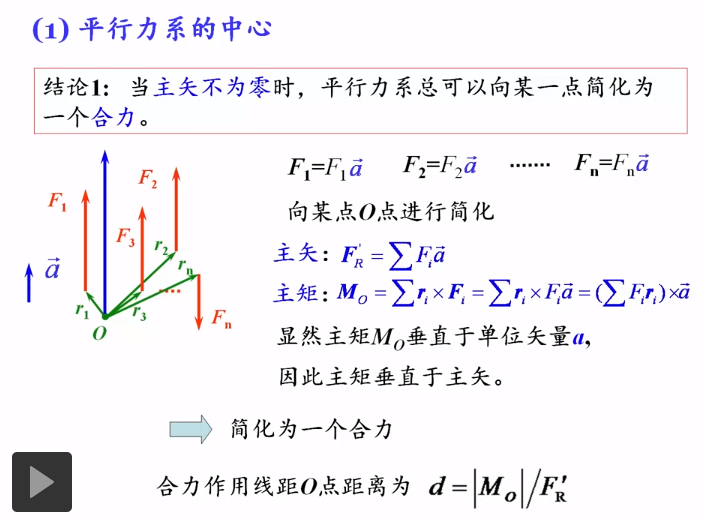 (1) 平行力系的中心
结论1: 当主矢不为零时，平行力系总可以向某一点简化为
一个合力。
F₁=F₁a⃗ F₂=F₂a⃗ ······· Fₙ=Fₙa⃗
向某点O点进行简化
主矢: F'_R = ∑Fᵢa⃗
主矩: M_O = ∑rᵢ×Fᵢ = ∑rᵢ×Fᵢa⃗ = (∑Fᵢrᵢ)×a⃗
显然主矩M_O垂直于单位矢量a,
因此主矩垂直于主矢。
F₁
F₂
F₃
Fₙ
r₁
r₂
r₃
rₙ
····
O
a⃗
简化为一个合力
合力作用线距O点距离为 d = |M_O|/F'_R